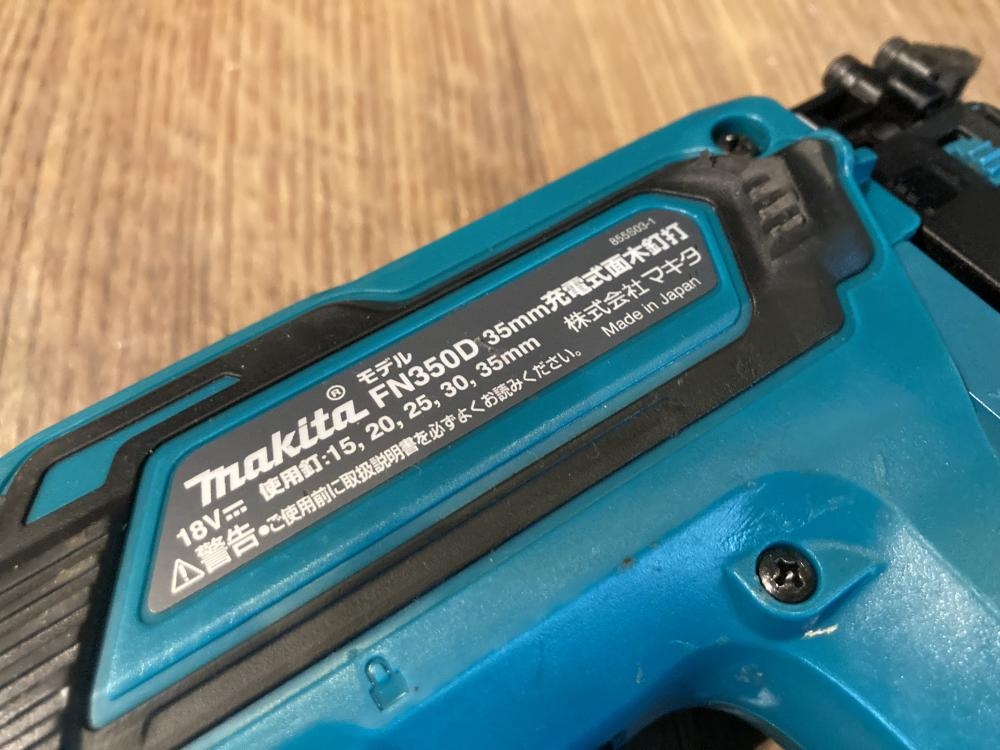 855S03-1
makita® モデル FN350D 35mm充電式面木釘打
18V⎓ 使用釘:15, 20, 25, 30, 35mm 株式会社マキタ
⚠警告 •ご使用前に取扱説明書を必ずよくお読みください。 Made in Japan